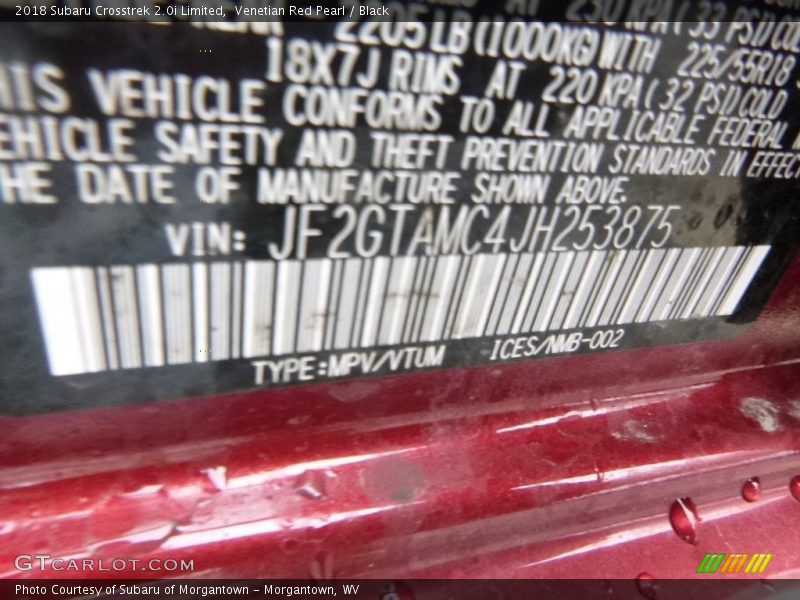 2018 Subaru Crosstrek 2.0i Limited, Venetian Red Pearl / Black
2205 LB (1000KG) WITH 225/55R18
18X7J RIMS AT 220 KPA ( 32 PSI) COLD
HIS VEHICLE CONFORMS TO ALL APPLICABLE FEDERAL
EHICLE SAFETY AND THEFT PREVENTION STANDARDS IN EFFECT
HE DATE OF MANUFACTURE SHOWN ABOVE.
VIN: JF2GTAMC4JH253875
TYPE:MPV/VTUM ICES/NMB-002
GTCARLOT.COM
Photo Courtesy of Subaru of Morgantown - Morgantown, WV